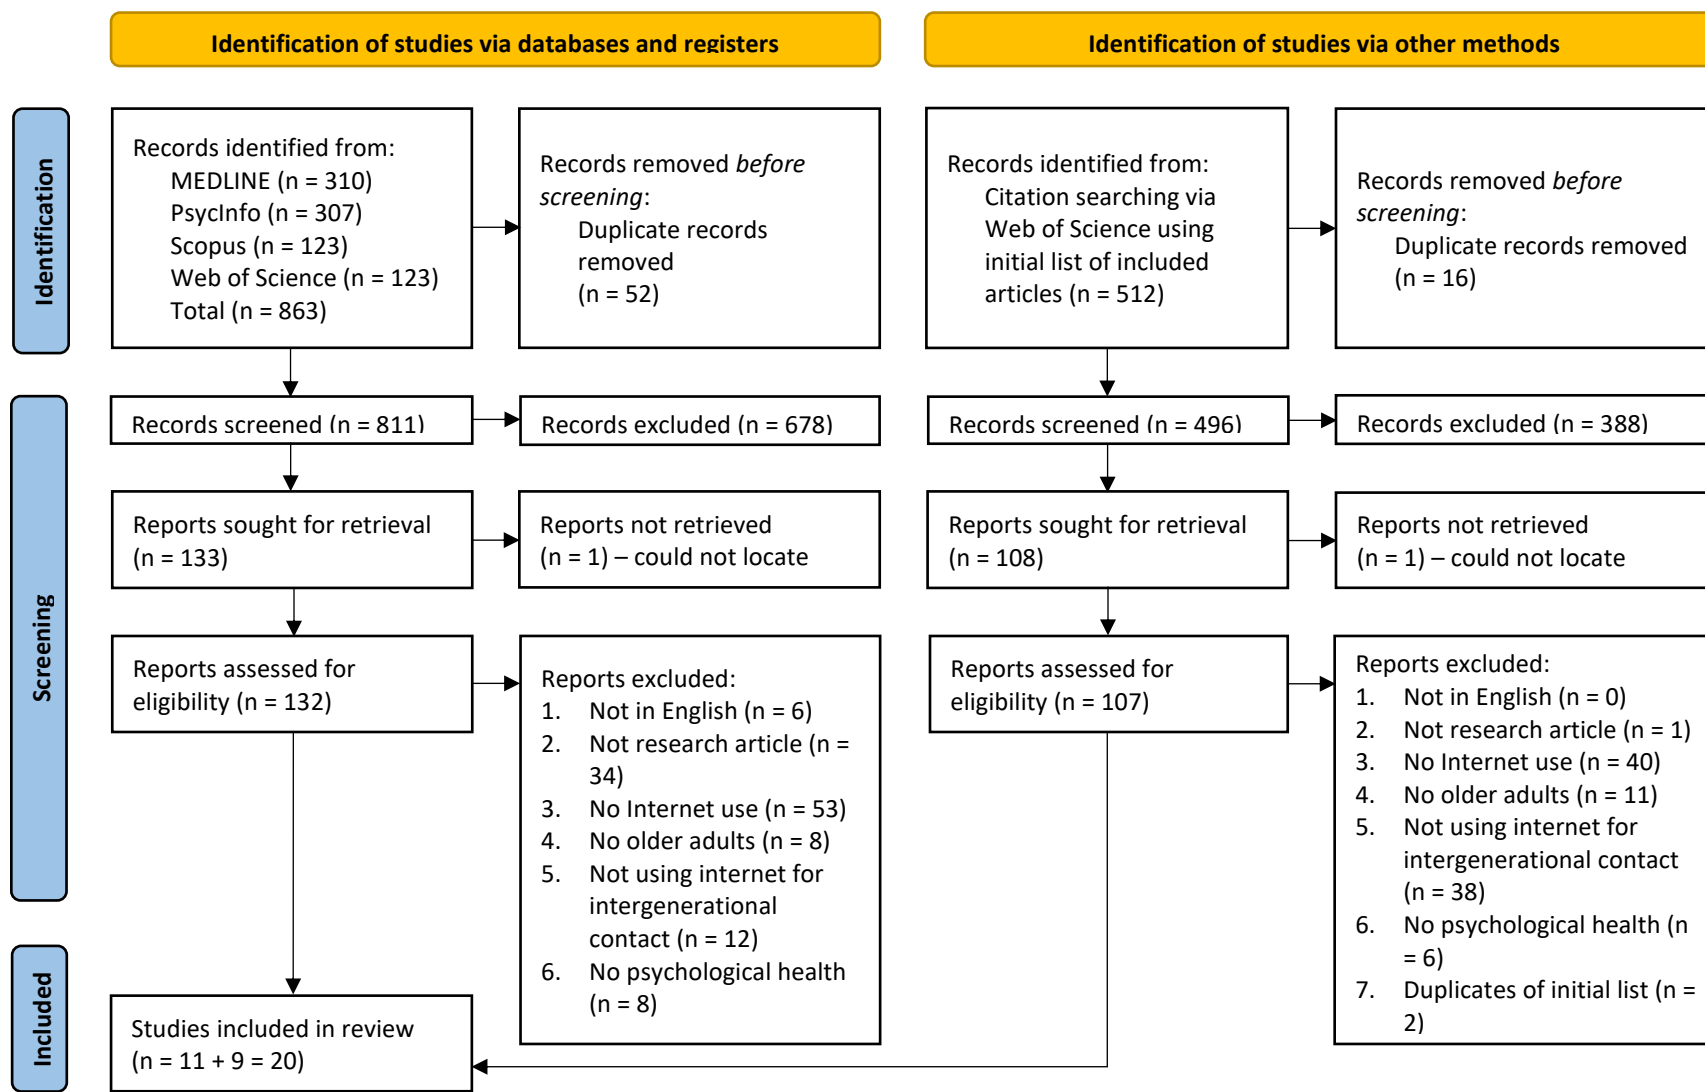 Identification of studies via databases and registers
Identification of studies via other methods
Identification
Records identified from:
MEDLINE (n = 310)
PsycInfo (n = 307)
Scopus (n = 123)
Web of Science (n = 123)
Total (n = 863)
Records removed before
screening:
Duplicate records
removed
(n = 52)
Records identified from:
Citation searching via
Web of Science using
initial list of included
articles (n = 512)
Records removed before
screening:
Duplicate records removed
(n = 16)
Screening
Records screened (n = 811)
Records excluded (n = 678)
Records screened (n = 496)
Records excluded (n = 388)
Reports sought for retrieval
(n = 133)
Reports not retrieved
(n = 1) – could not locate
Reports sought for retrieval
(n = 108)
Reports not retrieved
(n = 1) – could not locate
Reports assessed for
eligibility (n = 132)
Reports excluded:
1. Not in English (n = 6)
2. Not research article (n =
34)
3. No Internet use (n = 53)
4. No older adults (n = 8)
5. Not using internet for
intergenerational
contact (n = 12)
6. No psychological health
(n = 8)
Reports assessed for
eligibility (n = 107)
Reports excluded:
1. Not in English (n = 0)
2. Not research article (n = 1)
3. No Internet use (n = 40)
4. No older adults (n = 11)
5. Not using internet for
intergenerational contact
(n = 38)
6. No psychological health (n
= 6)
7. Duplicates of initial list (n =
2)
Included
Studies included in review
(n = 11 + 9 = 20)